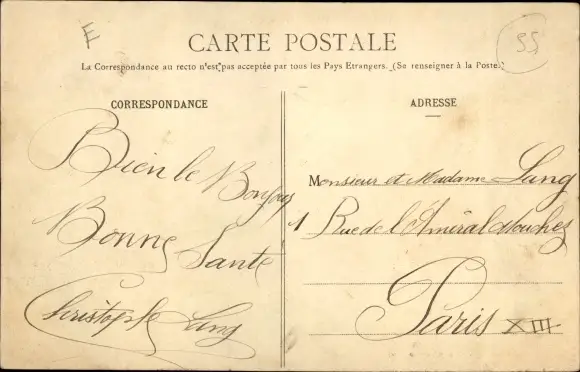 E
55
CARTE POSTALE
La Correspondance au recto n'est pas acceptée par tous les Pays Etrangers. (Se renseigner à la Poste.)
CORRESPONDANCE
Bien le Bonjour
Bonne Santé
Christophe Lang
ADRESSE
Monsieur et Madame Lang
1 Rue de l'Amiral Mouchez
Paris XIII